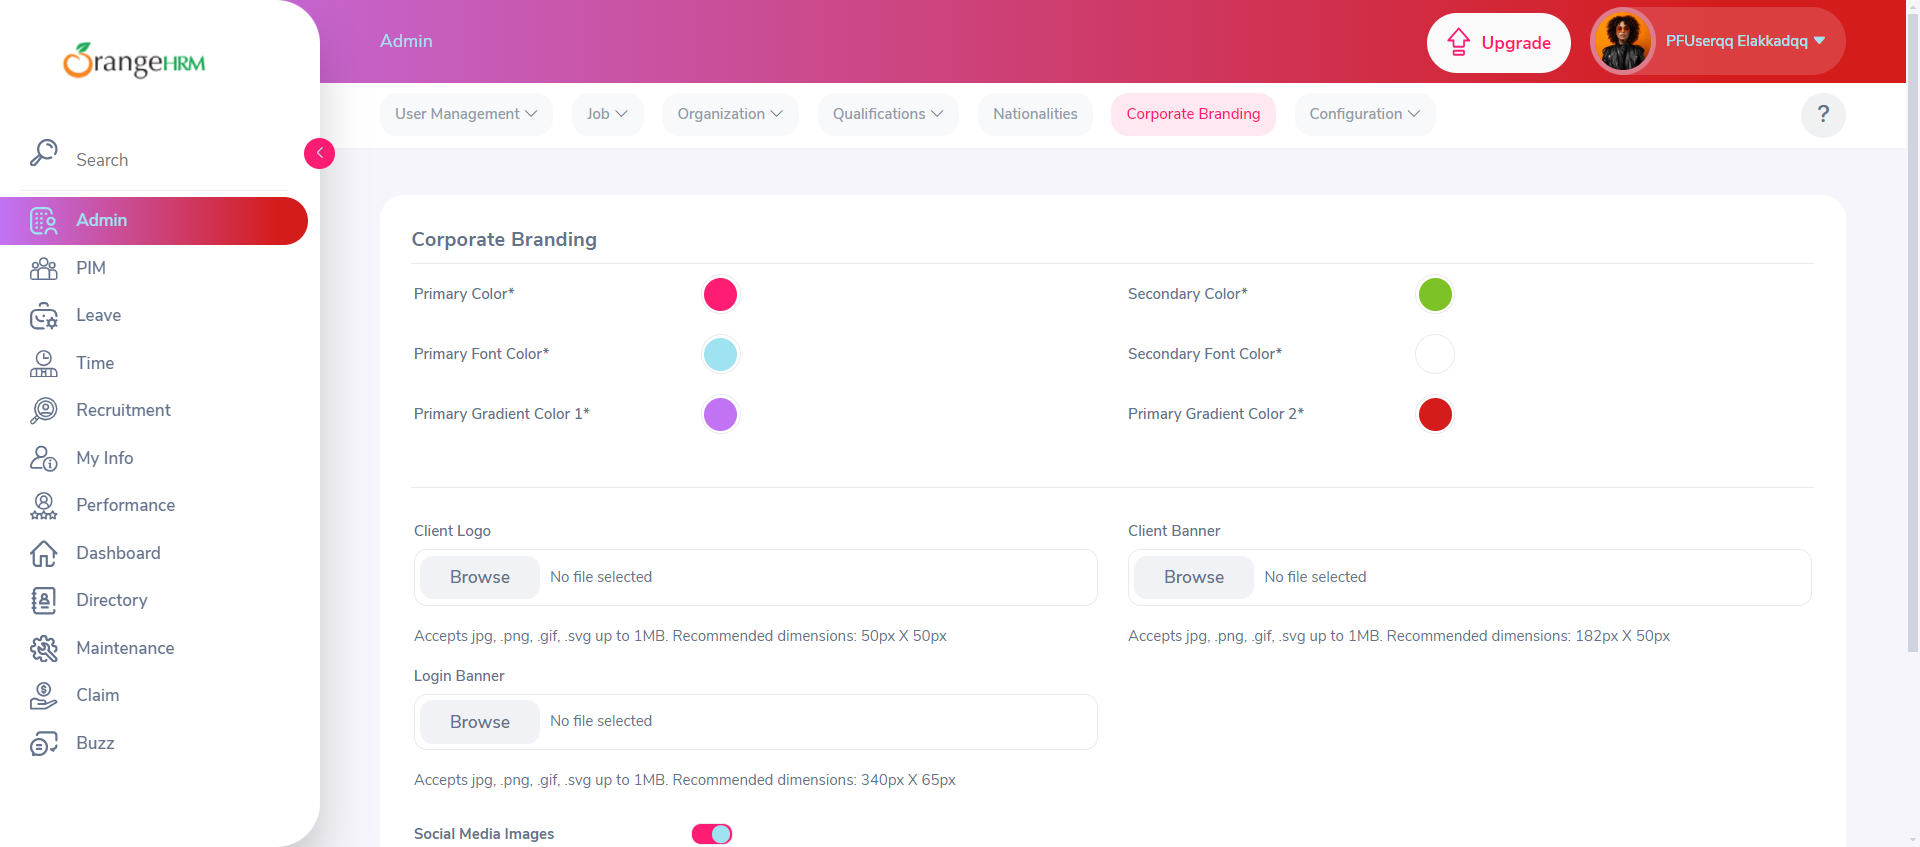 OrangeHRM
Admin
Upgrade
PFUserqq Elakkadqq
User Management
Job
Organization
Qualifications
Nationalities
Corporate Branding
Configuration
?
Search
Admin
PIM
Leave
Time
Recruitment
My Info
Performance
Dashboard
Directory
Maintenance
Claim
Buzz
Corporate Branding
Primary Color*
Secondary Color*
Primary Font Color*
Secondary Font Color*
Primary Gradient Color 1*
Primary Gradient Color 2*
Client Logo
Browse No file selected
Accepts jpg, .png, .gif, .svg up to 1MB. Recommended dimensions: 50px X 50px
Client Banner
Browse No file selected
Accepts jpg, .png, .gif, .svg up to 1MB. Recommended dimensions: 182px X 50px
Login Banner
Browse No file selected
Accepts jpg, .png, .gif, .svg up to 1MB. Recommended dimensions: 340px X 65px
Social Media Images